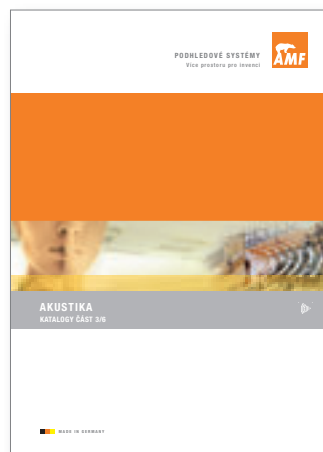 PODHLEDOVÉ SYSTÉMY
Více prostoru pro invenci
AMF
AKUSTIKA
KATALOGY ČÁST 3/6
MADE IN GERMANY